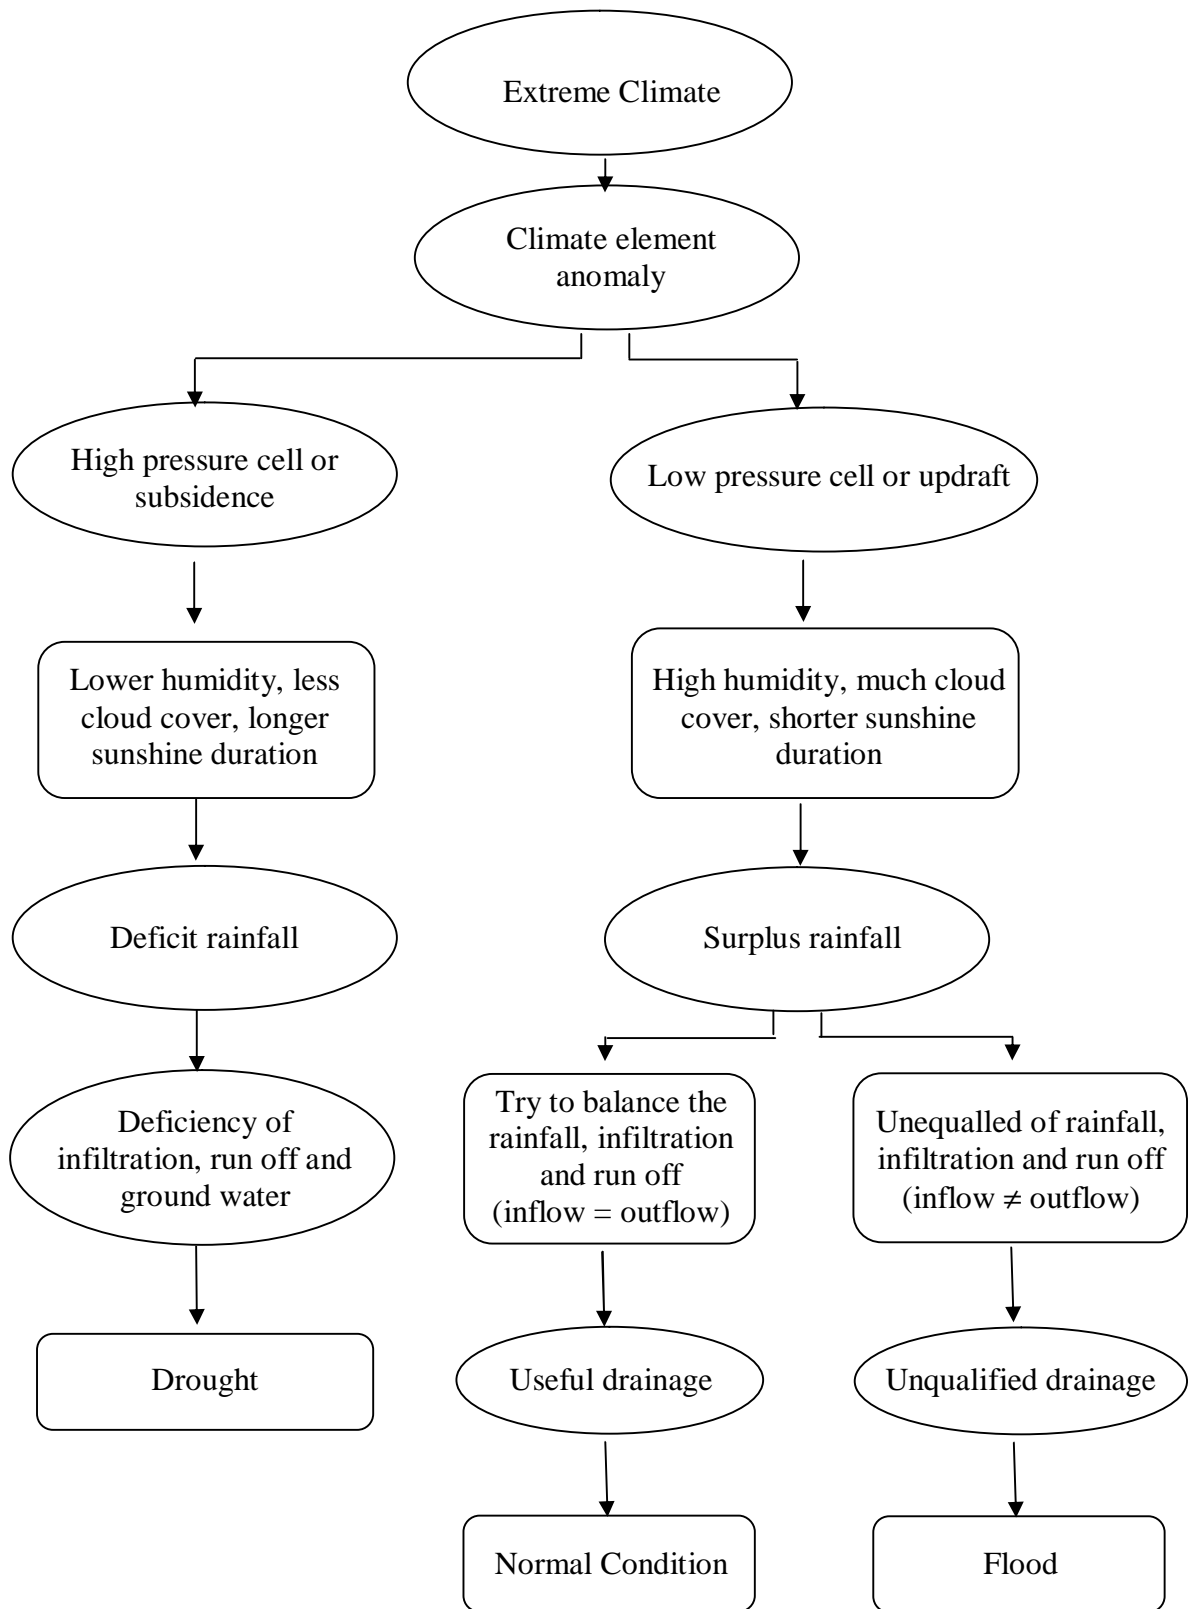 Extreme Climate
Climate element
anomaly
High pressure cell or
subsidence
Low pressure cell or updraft
Lower humidity, less
cloud cover, longer
sunshine duration
High humidity, much cloud
cover, shorter sunshine
duration
Deficit rainfall
Surplus rainfall
Deficiency of
infiltration, run off and
ground water
Try to balance the
rainfall, infiltration
and run off
(inflow = outflow)
Unequalled of rainfall,
infiltration and run off
(inflow ≠ outflow)
Drought
Useful drainage
Unqualified drainage
Normal Condition
Flood